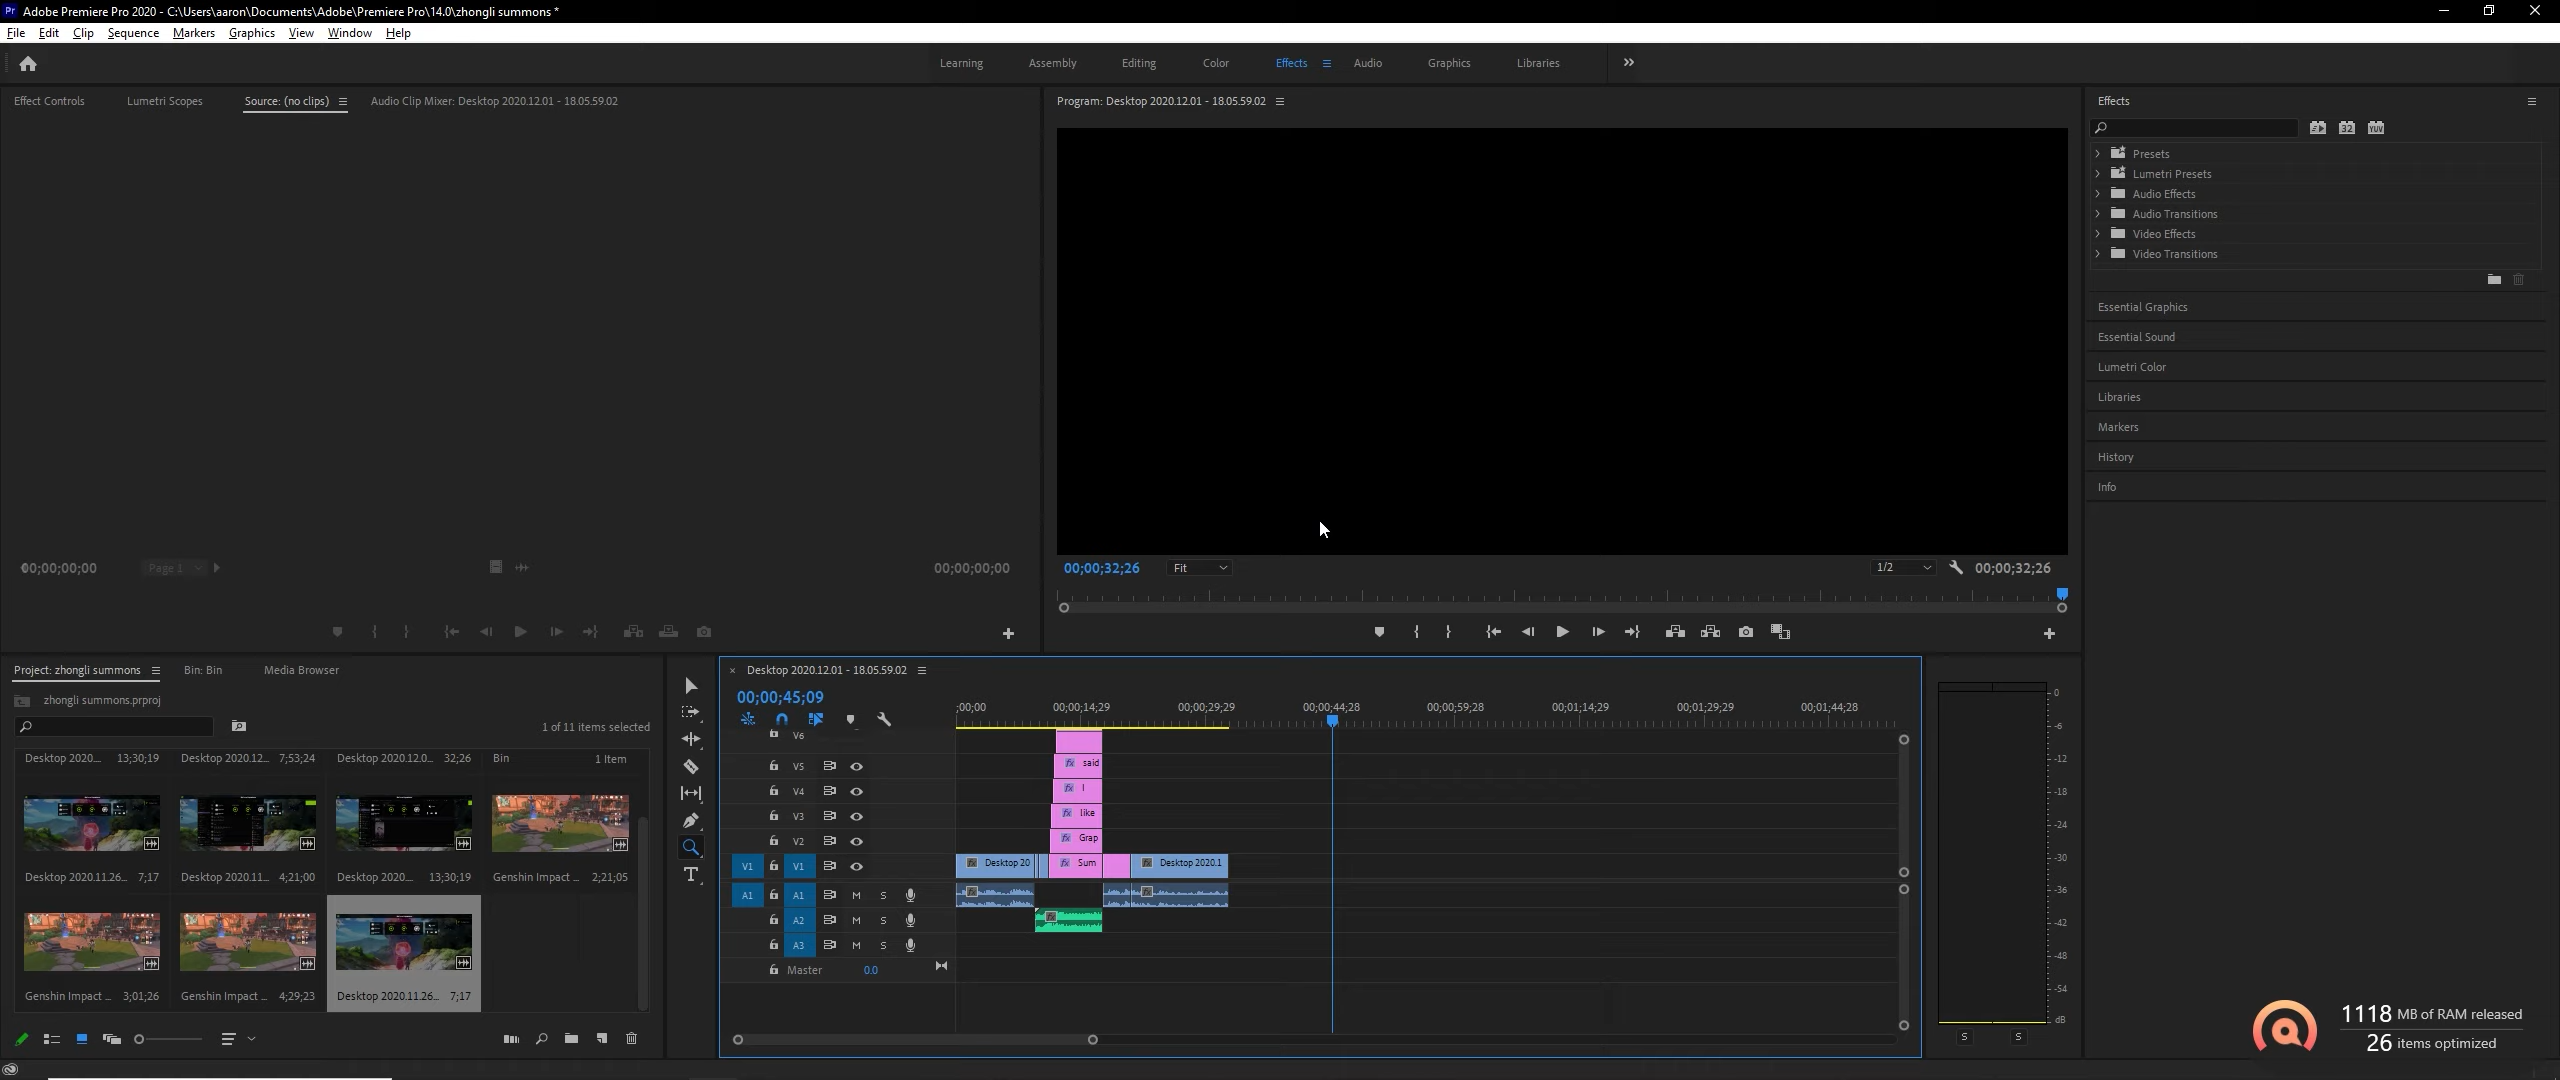 Pr Adobe Premiere Pro 2020 - C:\Users\aaron\Documents\Adobe\Premiere Pro\14.0\zhongli summons *
File Edit Clip Sequence Markers Graphics View Window Help
Learning Assembly Editing Color Effects Audio Graphics Libraries
Effect Controls Lumetri Scopes Source: (no clips) Audio Clip Mixer: Desktop 2020.12.01 - 18.05.59.02
Program: Desktop 2020.12.01 - 18.05.59.02
Effects
32 YUV
Presets
Lumetri Presets
Audio Effects
Audio Transitions
Video Effects
Video Transitions
Essential Graphics
Essential Sound
Lumetri Color
Libraries
Markers
History
Info
00;00;00;00 Page 1 00;00;00;00
00;00;32;26 Fit 1/2 00;00;32;26
Project: zhongli summons Bin: Bin Media Browser
zhongli summons.prproj
1 of 11 items selected
Desktop 2020.... 13;30;19 Desktop 2020.12... 7;53;24 Desktop 2020.12.0... 32;26 Bin 1 Item
Desktop 2020.11.26... 7;17 Desktop 2020.11... 4;21;00 Desktop 2020.... 13;30;19 Genshin Impact ... 2;21;05
Genshin Impact ... 3;01;26 Genshin Impact ... 4;29;23 Desktop 2020.11.26... 7;17
× Desktop 2020.12.01 - 18.05.59.02
00;00;45;09
;00;00 00;00;14;29 00;00;29;29 00;00;44;28 00;00;59;28 00;01;14;29 00;01;29;29 00;01;44;28
V6
V5 fx said
V4 fx I
V3 fx like
V2 fx Grap
V1 V1 fx Desktop 20 fx Sum fx Desktop 2020.1
A1 A1 M S
A2 M S
A3 M S
Master 0.0
0
-6
-12
-18
-24
-30
-36
-42
-48
-54
dB
S S
1118 MB of RAM released
26 items optimized